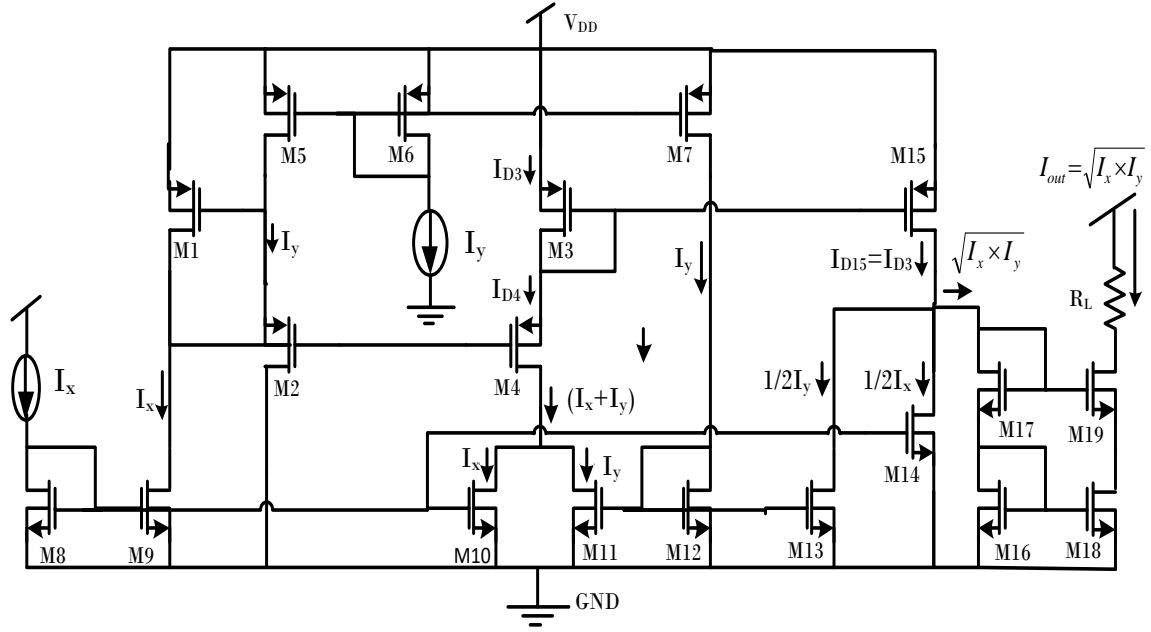 V_DD
M5
M6
M7
M15
I_out=√(I_x×I_y)
I_D3
M1
I_y
I_y
M3
I_y
I_D15=I_D3
√(I_x×I_y)
R_L
I_D4
M2
M4
I_x
I_x
(I_x+I_y)
1/2I_y
1/2I_x
M17
M19
M14
I_x
I_y
M8
M9
M10
M11
M12
M13
M16
M18
GND